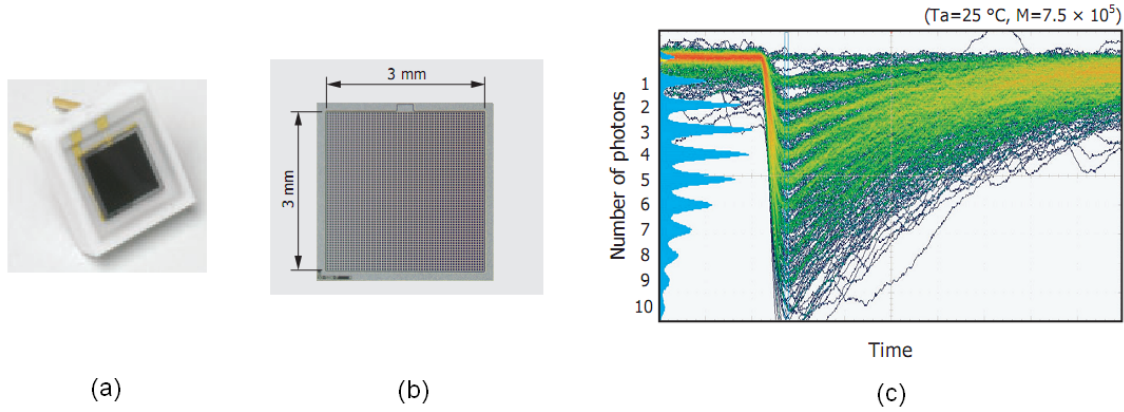 (Ta=25 °C, M=7.5 × 10⁵)
3 mm
3 mm
Number of photons
1
2
3
4
5
6
7
8
9
10
Time
(a)
(b)
(c)